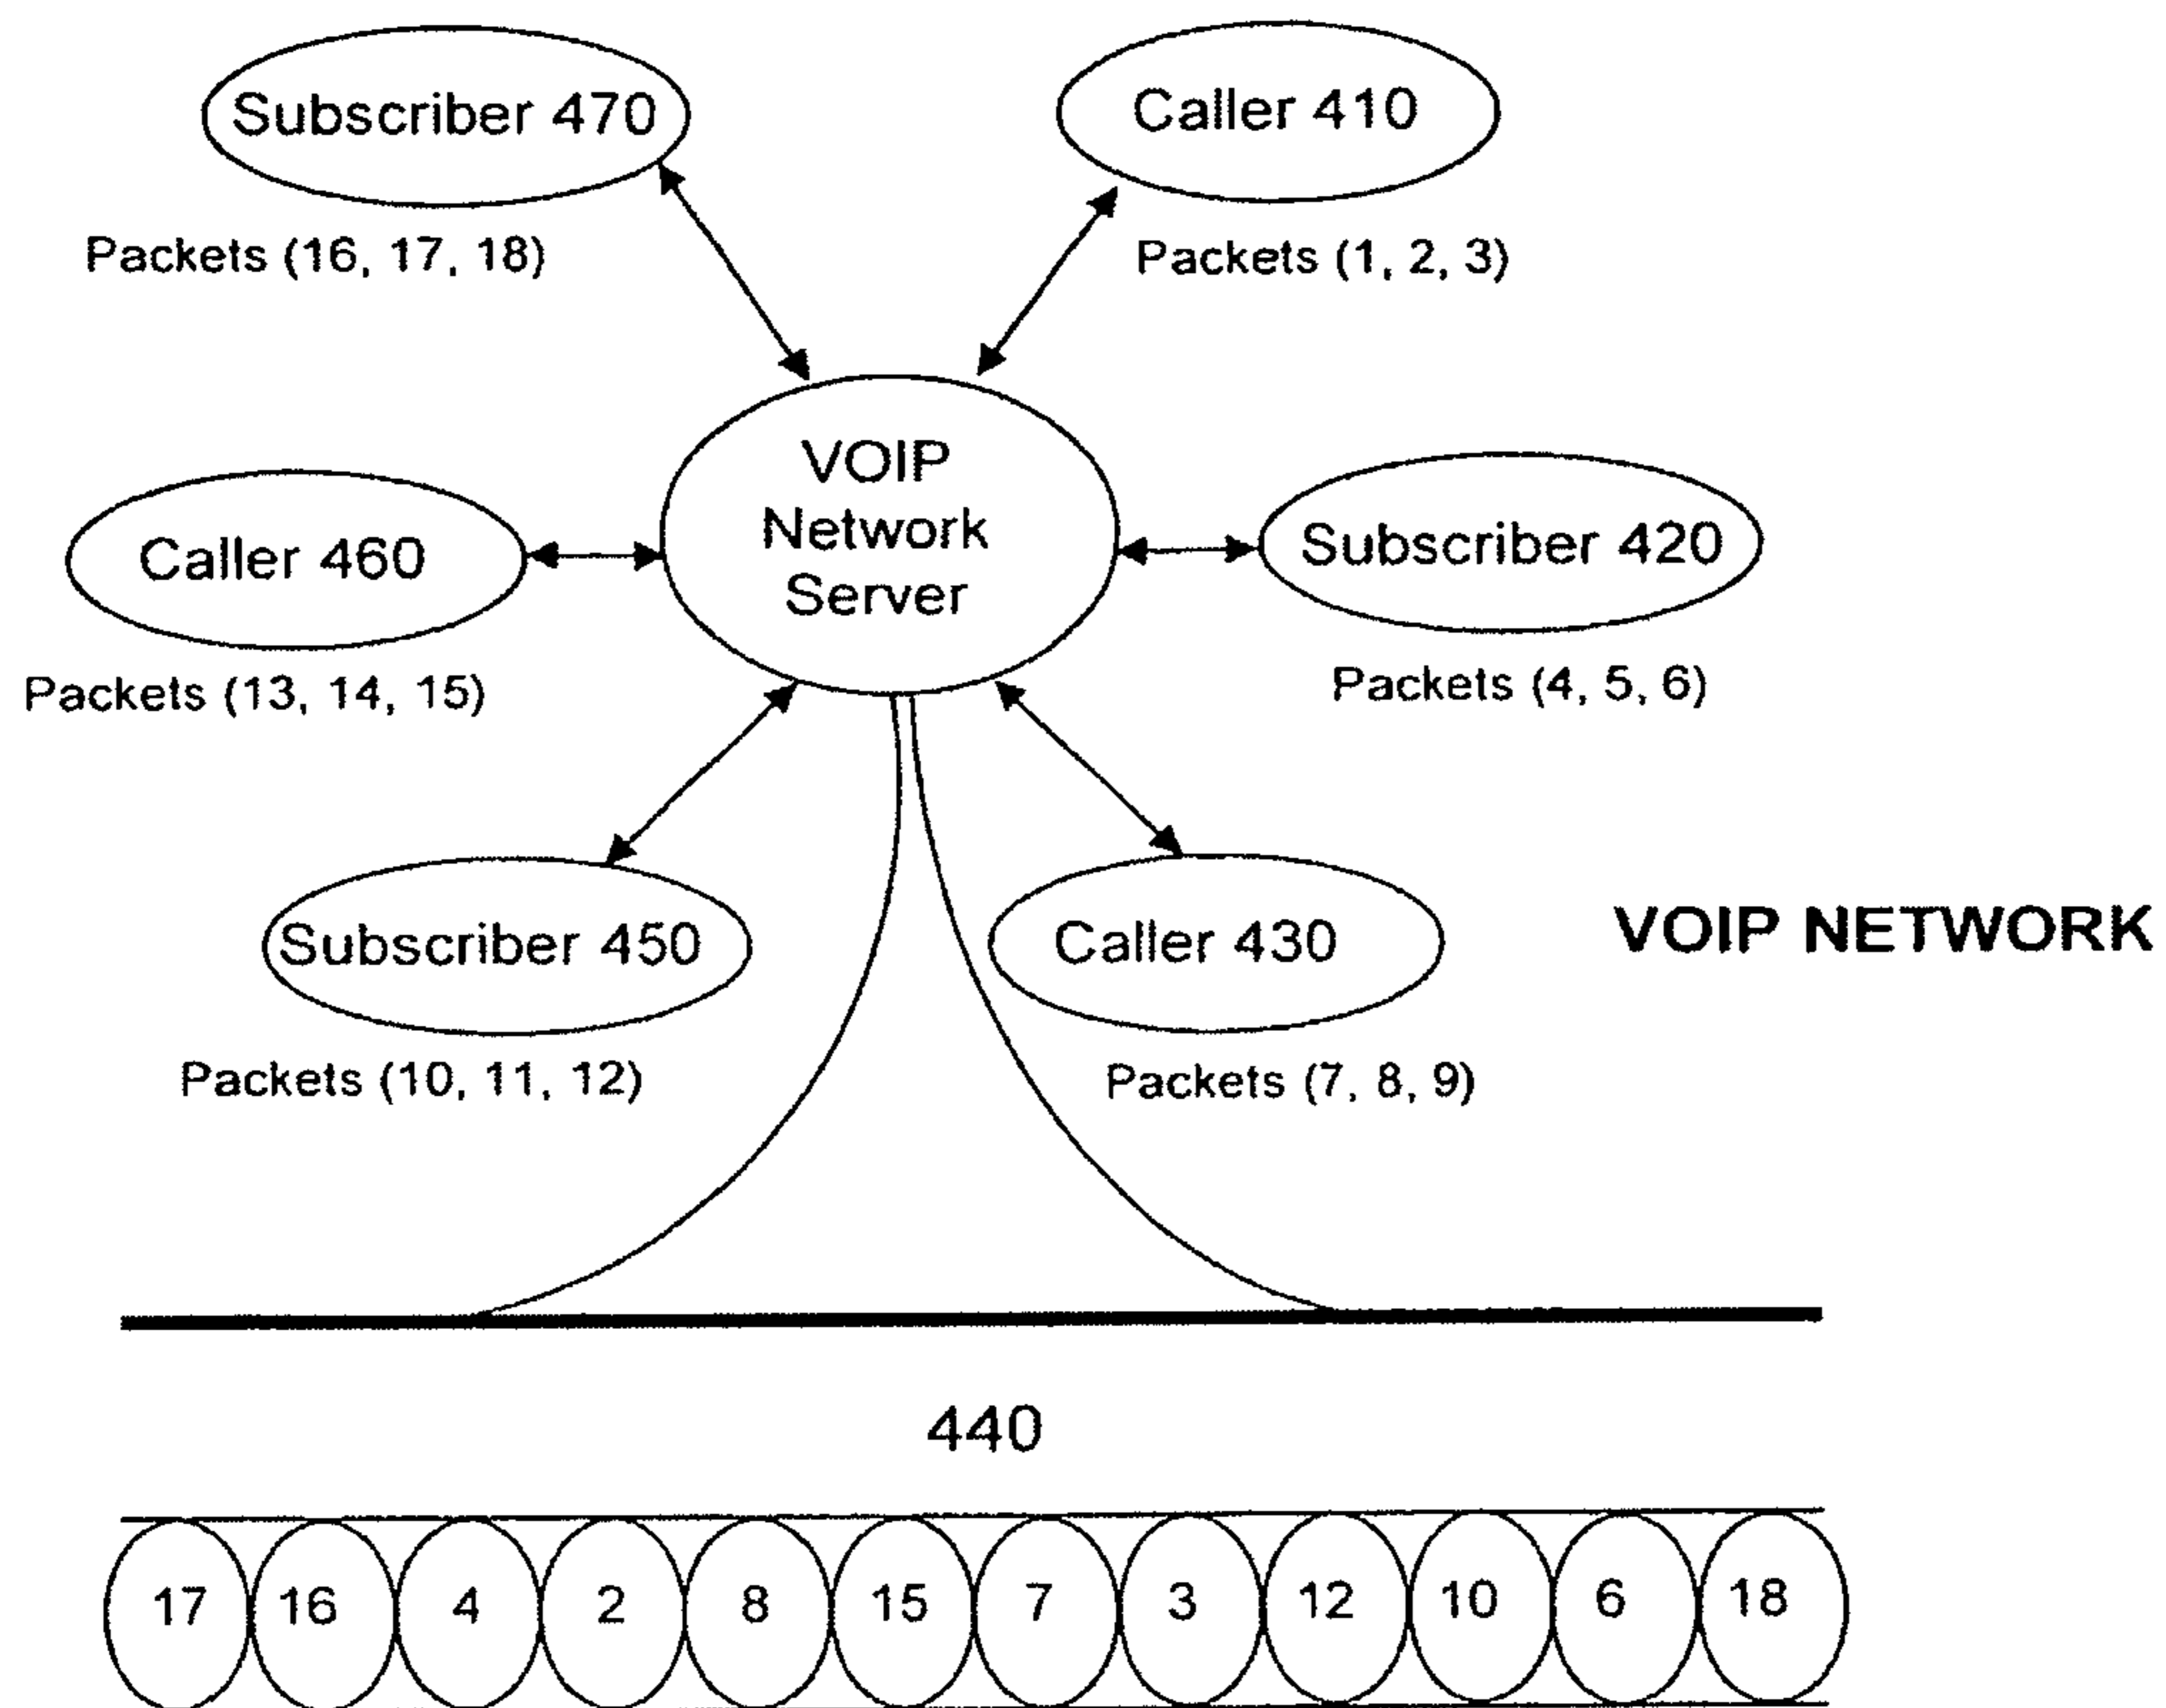 Subscriber 470
Caller 410
Packets (16, 17, 18)
Packets (1, 2, 3)
VOIP
Network
Server
Caller 460
Subscriber 420
Packets (13, 14, 15)
Packets (4, 5, 6)
Subscriber 450
Caller 430
VOIP NETWORK
Packets (10, 11, 12)
Packets (7, 8, 9)
440
17 16 4 2 8 15 7 3 12 10 6 18